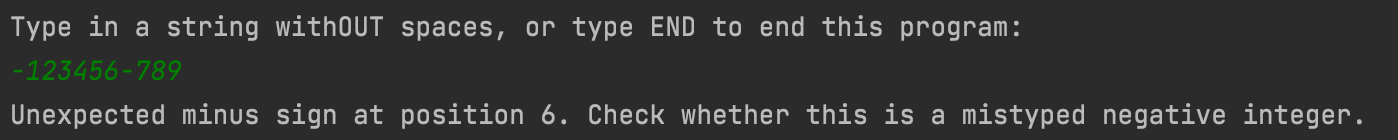 Type in a string withOUT spaces, or type END to end this program:
-123456-789
Unexpected minus sign at position 6. Check whether this is a mistyped negative integer.